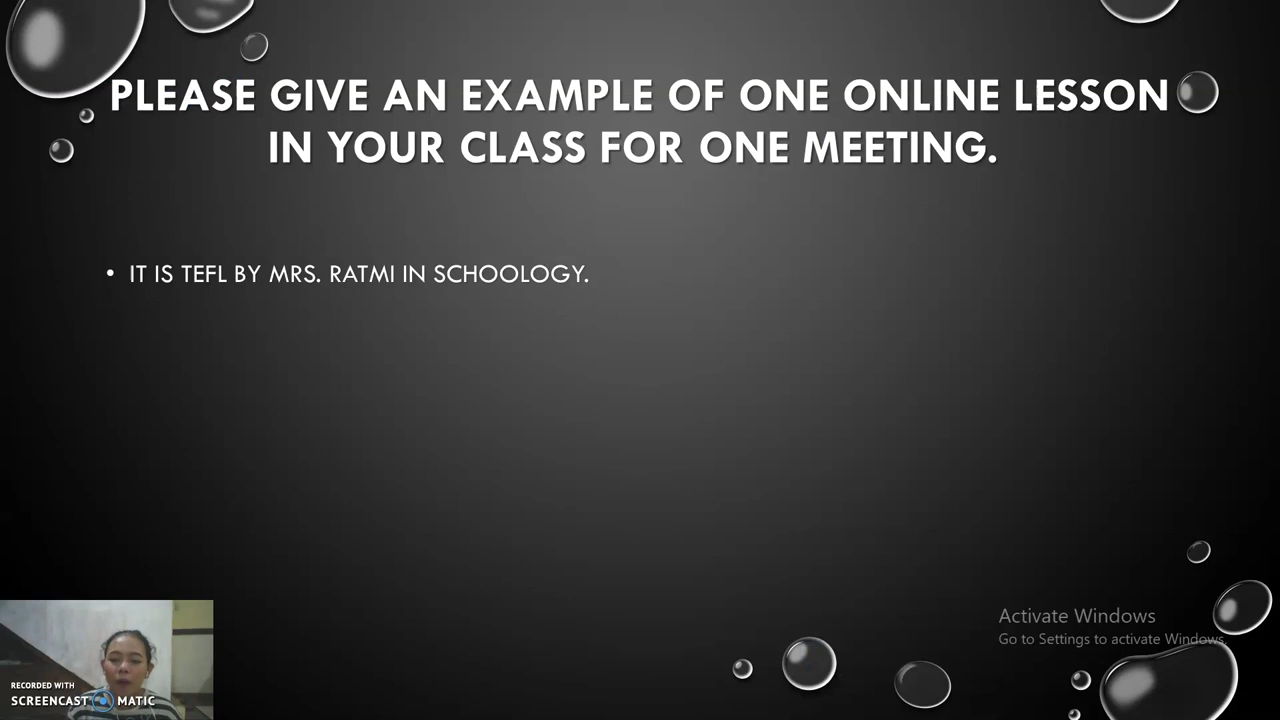 PLEASE GIVE AN EXAMPLE OF ONE ONLINE LESSON
IN YOUR CLASS FOR ONE MEETING.
• IT IS TEFL BY MRS. RATMI IN SCHOOLOGY.
Activate Windows
Go to Settings to activate Windows.
RECORDED WITH
SCREENCAST MATIC